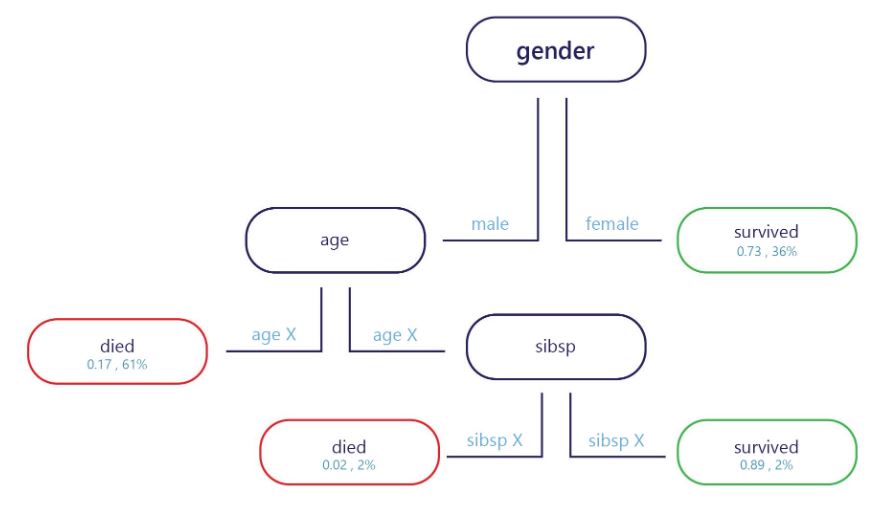 gender
male
female
age
survived
0.73 , 36%
age X
age X
sibsp
died
0.17 , 61%
sibsp X
sibsp X
died
0.02 , 2%
survived
0.89 , 2%